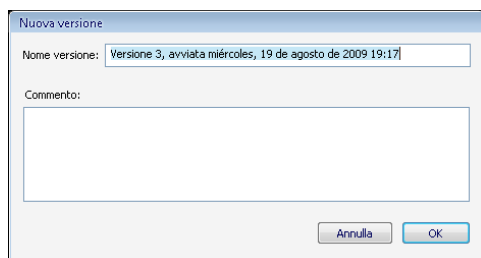 Nuova versione
Nome versione: Versione 3, avviata miércoles, 19 de agosto de 2009 19:17
Commento:
Annulla OK